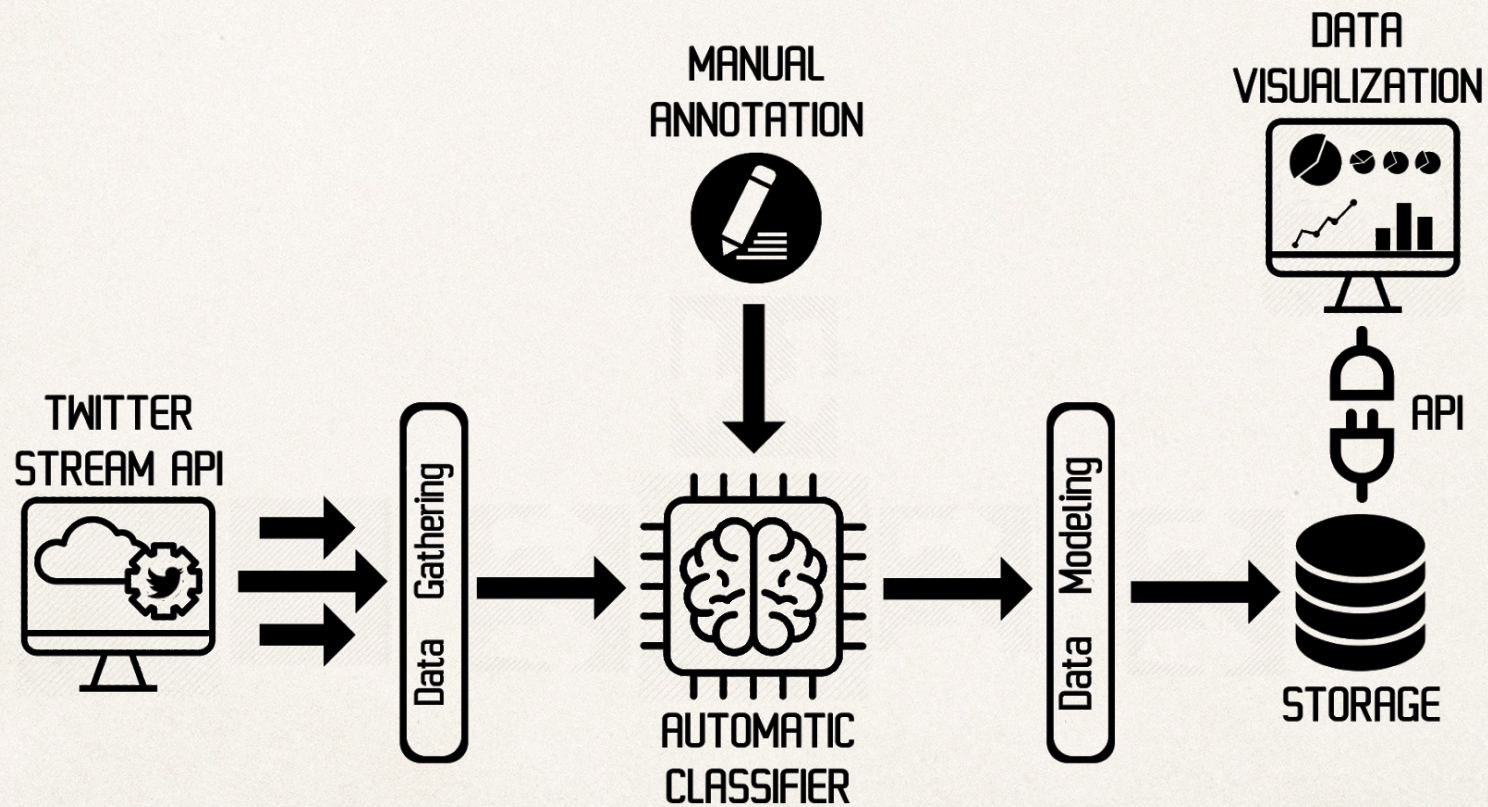 DATA
VISUALIZATION
MANUAL
ANNOTATION
API
TWITTER
STREAM API
Data Gathering
Data Modeling
STORAGE
AUTOMATIC
CLASSIFIER